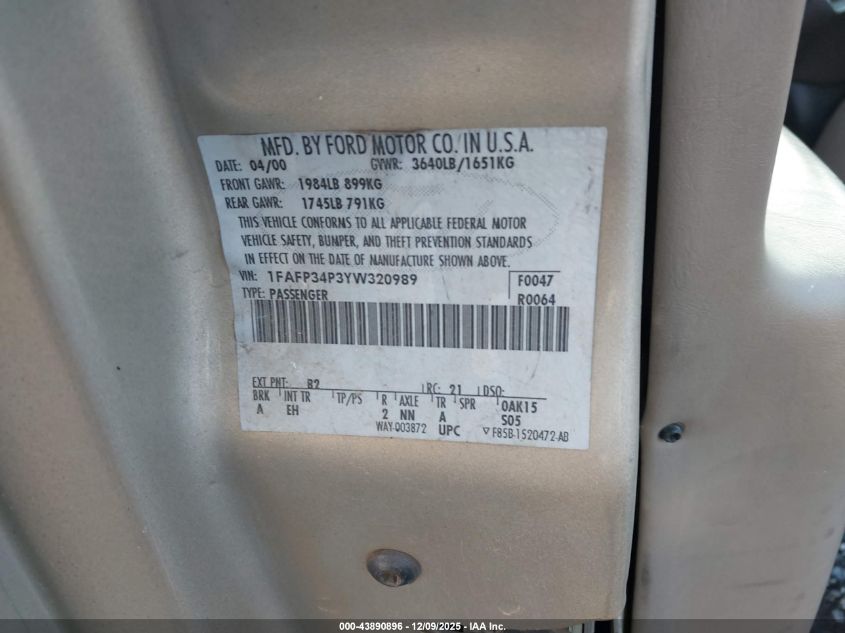 MFD. BY FORD MOTOR CO. IN U.S.A.
DATE: 04/00 GVWR: 3640LB/1651KG
FRONT GAWR: 1984LB 899KG
REAR GAWR: 1745LB 791KG
THIS VEHICLE CONFORMS TO ALL APPLICABLE FEDERAL MOTOR
VEHICLE SAFETY, BUMPER, AND THEFT PREVENTION STANDARDS
IN EFFECT ON THE DATE OF MANUFACTURE SHOWN ABOVE.
VIN: 1FAFP34P3YW320989 F0047
TYPE: PASSENGER R0064
EXT PNT: B2 RC: 21 DSO:
BRK INT TR TP/PS R AXLE TR SPR 0AK15
A EH 2 NN A S05
WAY-003872 UPC F85B-1520472-AB
000-43890896 - 12/09/2025 - IAA Inc.